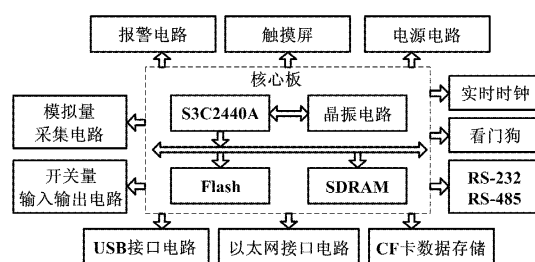 报警电路
触摸屏
电源电路
核心板
S3C2440A
晶振电路
实时时钟
模拟量
采集电路
看门狗
开关量
输入输出电路
Flash
SDRAM
RS-232
RS-485
USB接口电路
以太网接口电路
CF卡数据存储